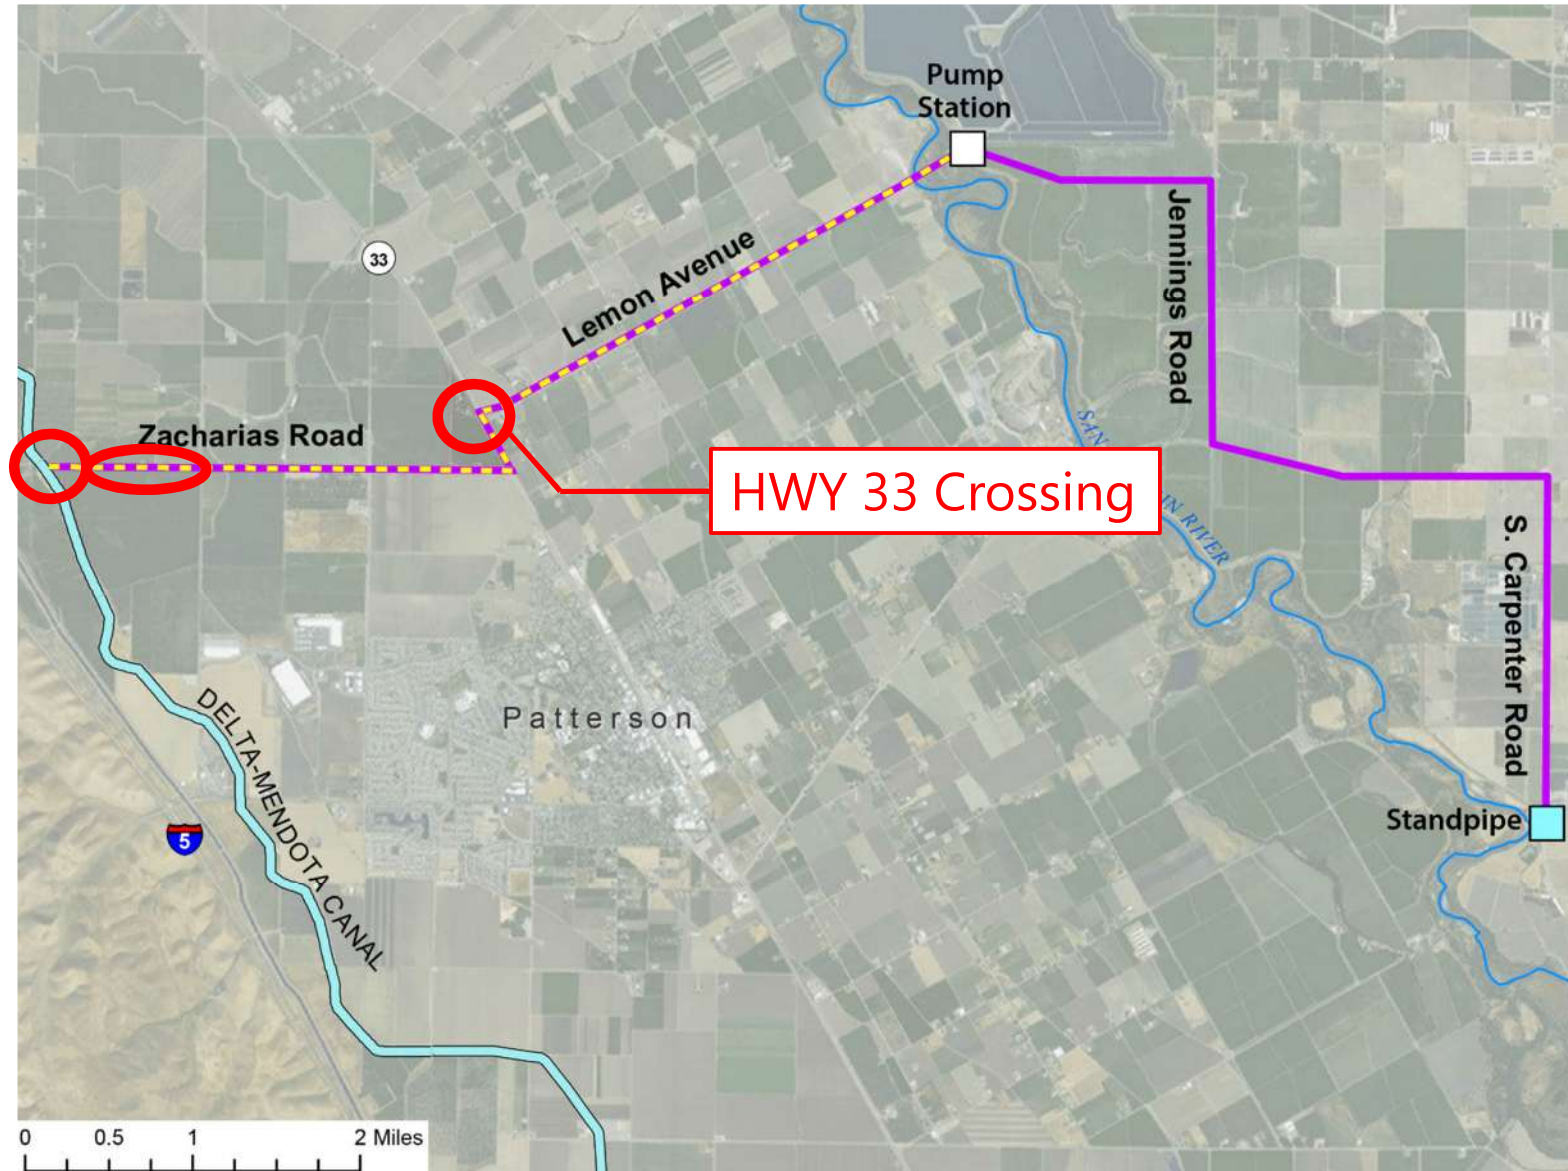 Pump
Station
33
Lemon Avenue
Jennings Road
Zacharias Road
HWY 33 Crossing
SAN
IN RIVER
S. Carpenter Road
Patterson
DELTA-MENDOTA CANAL
5
Standpipe
0 0.5 1 2 Miles